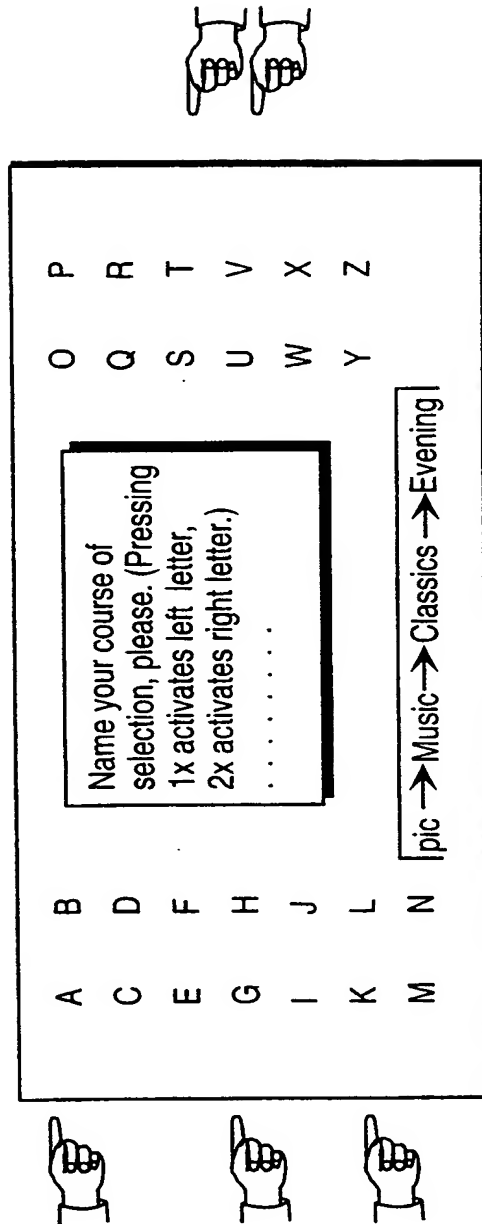 A B
C D
E F
G H
I J
K L
M N
Name your course of
selection, please. (Pressing
1x activates left letter,
2x activates right letter.)
. . . . . . . . .
O P
Q R
S T
U V
W X
Y Z
pic → Music → Classics → Evening